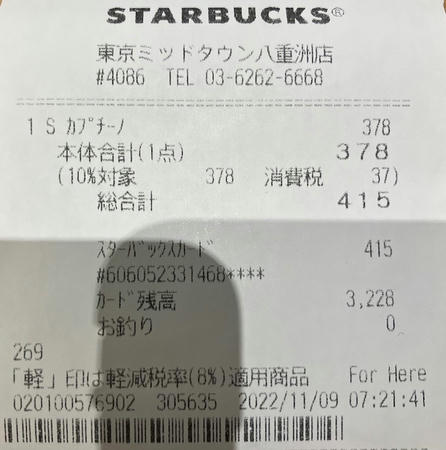 STARBUCKS®
東京ミッドタウン八重洲店
#4086 TEL 03-6262-6668
1 S カプチーノ 378
本体合計(1点) 378
(10%対象 378 消費税 37)
総合計 415
スターバックスカード 415
#606052331468****
カード残高 3,228
お釣り 0
269
「軽」印は軽減税率(8%)適用商品 For Here
020100576902 305635 2022/11/09 07:21:41